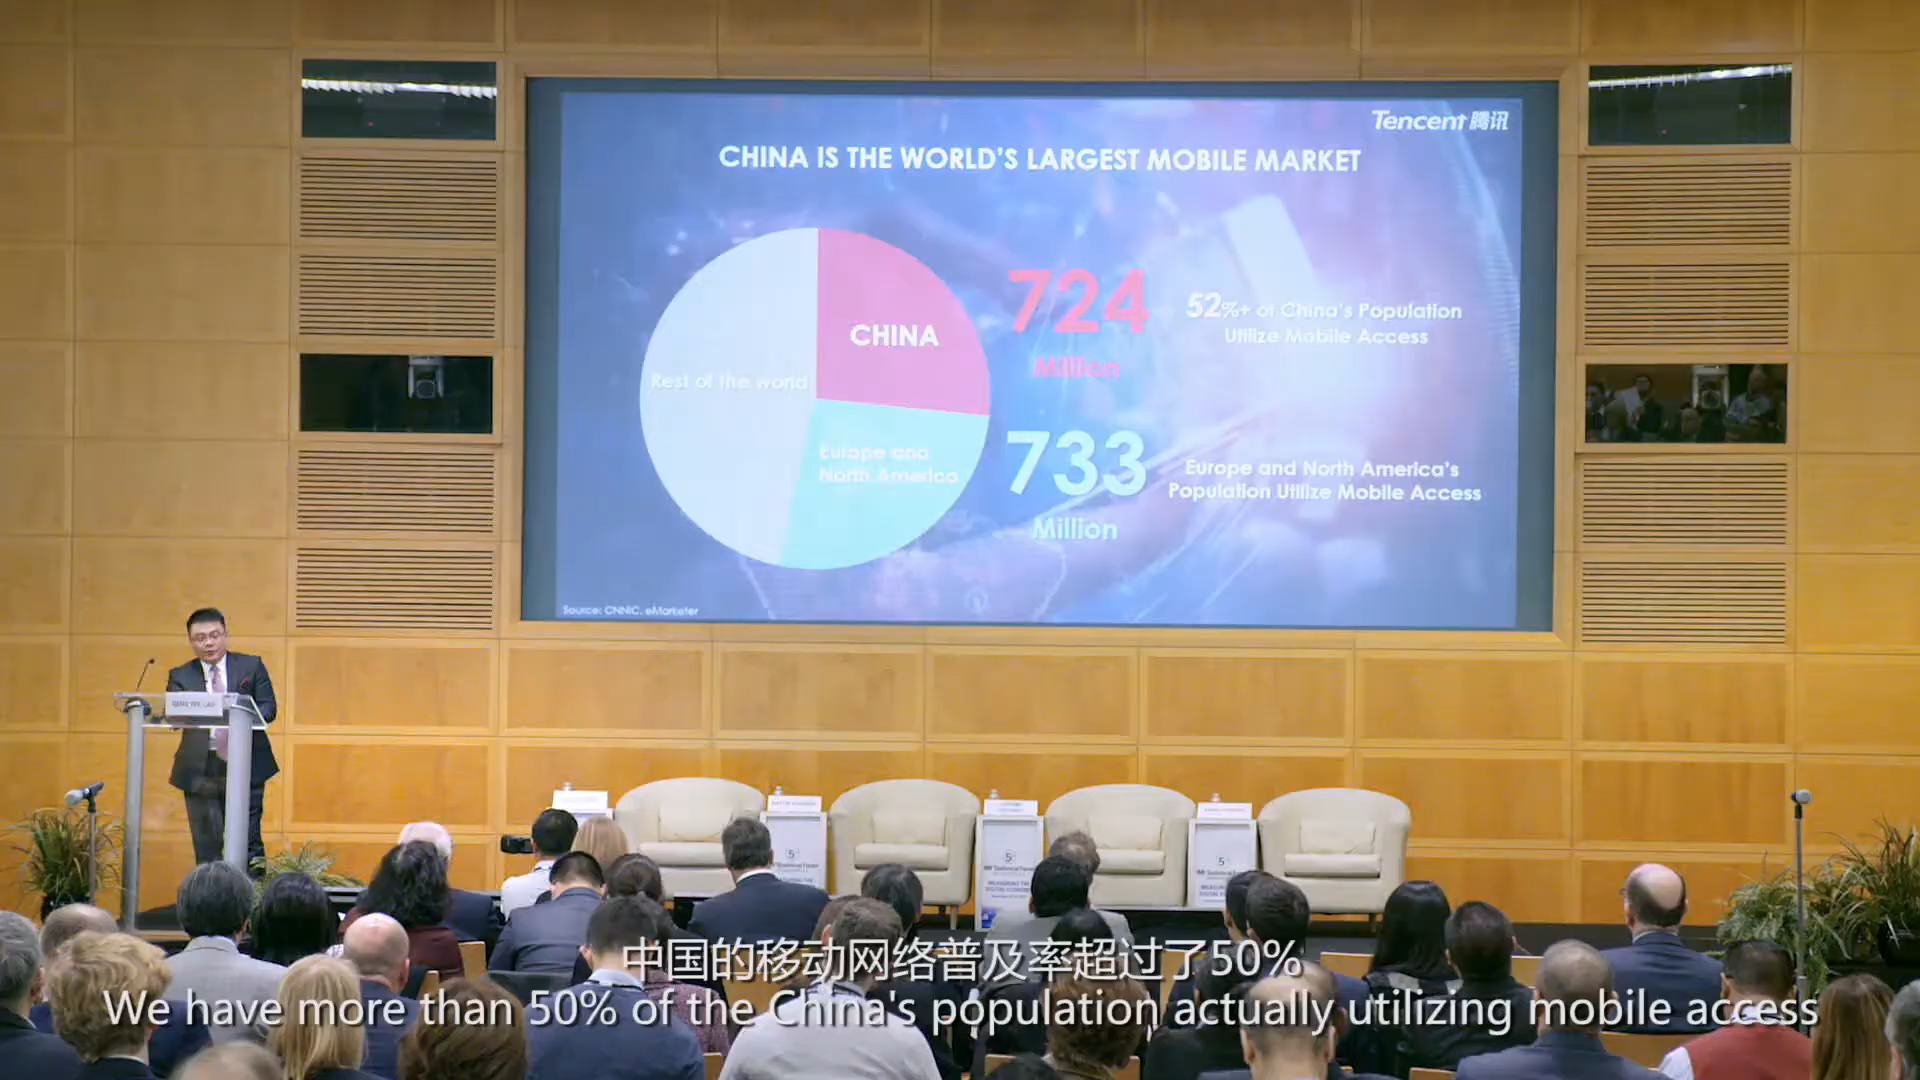 Tencent 腾讯
CHINA IS THE WORLD'S LARGEST MOBILE MARKET
CHINA
Rest of the world
Europe and
North America
724
Million
52%+ of China's Population
Utilize Mobile Access
733
Million
Europe and North America's
Population Utilize Mobile Access
Source: CNNIC, eMarketer
5
5
5
中国的移动网络普及率超过了50%
We have more than 50% of the China's population actually utilizing mobile access